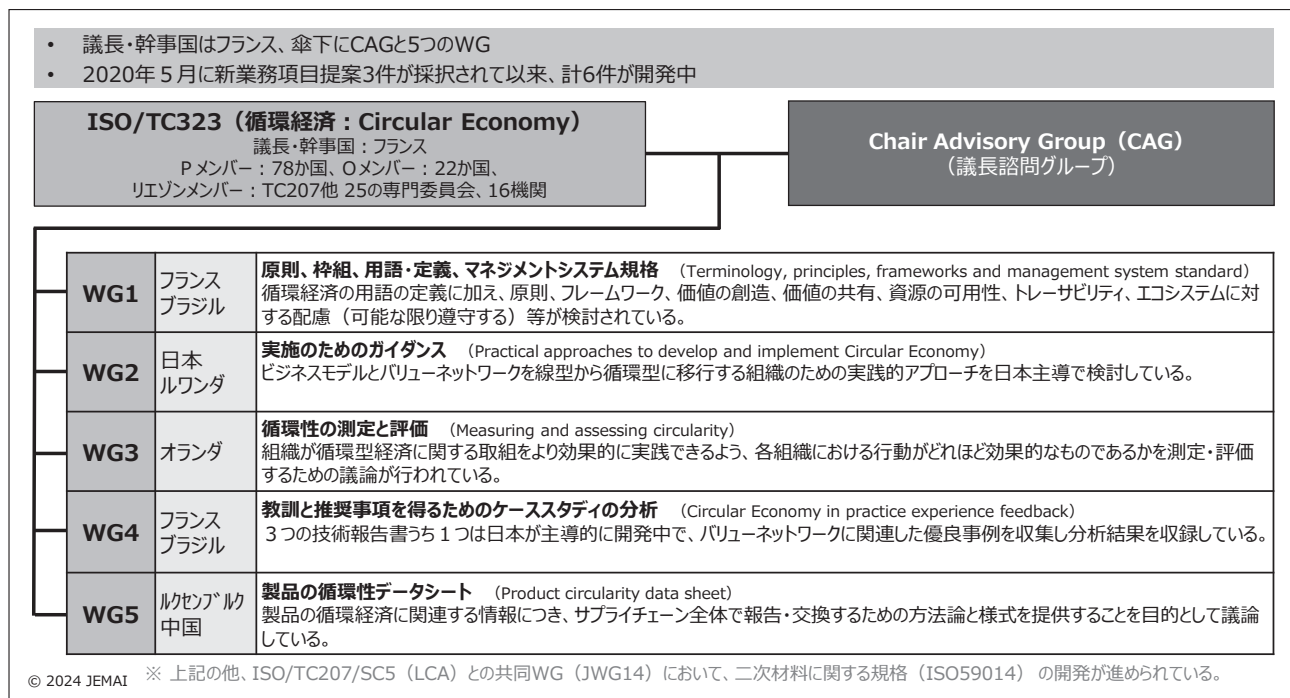 • 議長・幹事国はフランス、傘下にCAGと5つのWG
• 2020年５月に新業務項目提案3件が採択されて以来、計6件が開発中
ISO/TC323（循環経済：Circular Economy）
議長・幹事国：フランス
Ｐメンバー：78か国、Ｏメンバー：22か国、
リエゾンメンバー：TC207他 25の専門委員会、16機関
Chair Advisory Group（CAG）
（議長諮問グループ）
WG1
フランス
ブラジル
原則、枠組、用語・定義、マネジメントシステム規格 （Terminology, principles, frameworks and management system standard）
循環経済の用語の定義に加え、原則、フレームワーク、価値の創造、価値の共有、資源の可用性、トレーサビリティ、エコシステムに対
する配慮（可能な限り遵守する）等が検討されている。
WG2
日本
ルワンダ
実施のためのガイダンス （Practical approaches to develop and implement Circular Economy）
ビジネスモデルとバリューネットワークを線型から循環型に移行する組織のための実践的アプローチを日本主導で検討している。
WG3
オランダ
循環性の測定と評価 （Measuring and assessing circularity）
組織が循環型経済に関する取組をより効果的に実践できるよう、各組織における行動がどれほど効果的なものであるかを測定・評価
するための議論が行われている。
WG4
フランス
ブラジル
教訓と推奨事項を得るためのケーススタディの分析 （Circular Economy in practice experience feedback）
３つの技術報告書うち１つは日本が主導的に開発中で、バリューネットワークに関連した優良事例を収集し分析結果を収録している。
WG5
ﾙｸｾﾝﾌﾞﾙｸ
中国
製品の循環性データシート （Product circularity data sheet）
製品の循環経済に関連する情報につき、サプライチェーン全体で報告・交換するための方法論と様式を提供することを目的として議論
している。
© 2024 JEMAI ※ 上記の他、ISO/TC207/SC5（LCA）との共同WG（JWG14）において、二次材料に関する規格（ISO59014）の開発が進められている。